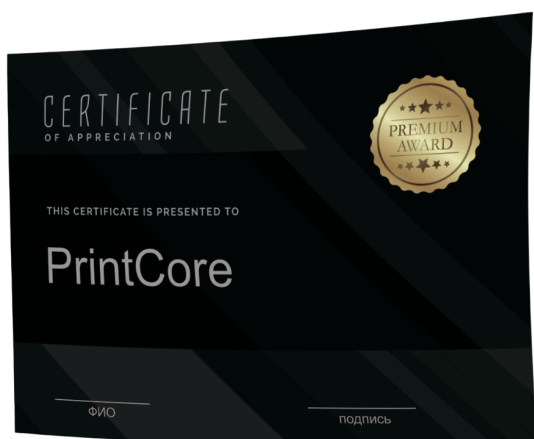 CERTIFICATE
OF APPRECIATION
PREMIUM
AWARD
THIS CERTIFICATE IS PRESENTED TO
PrintCore
ФИО
подпись